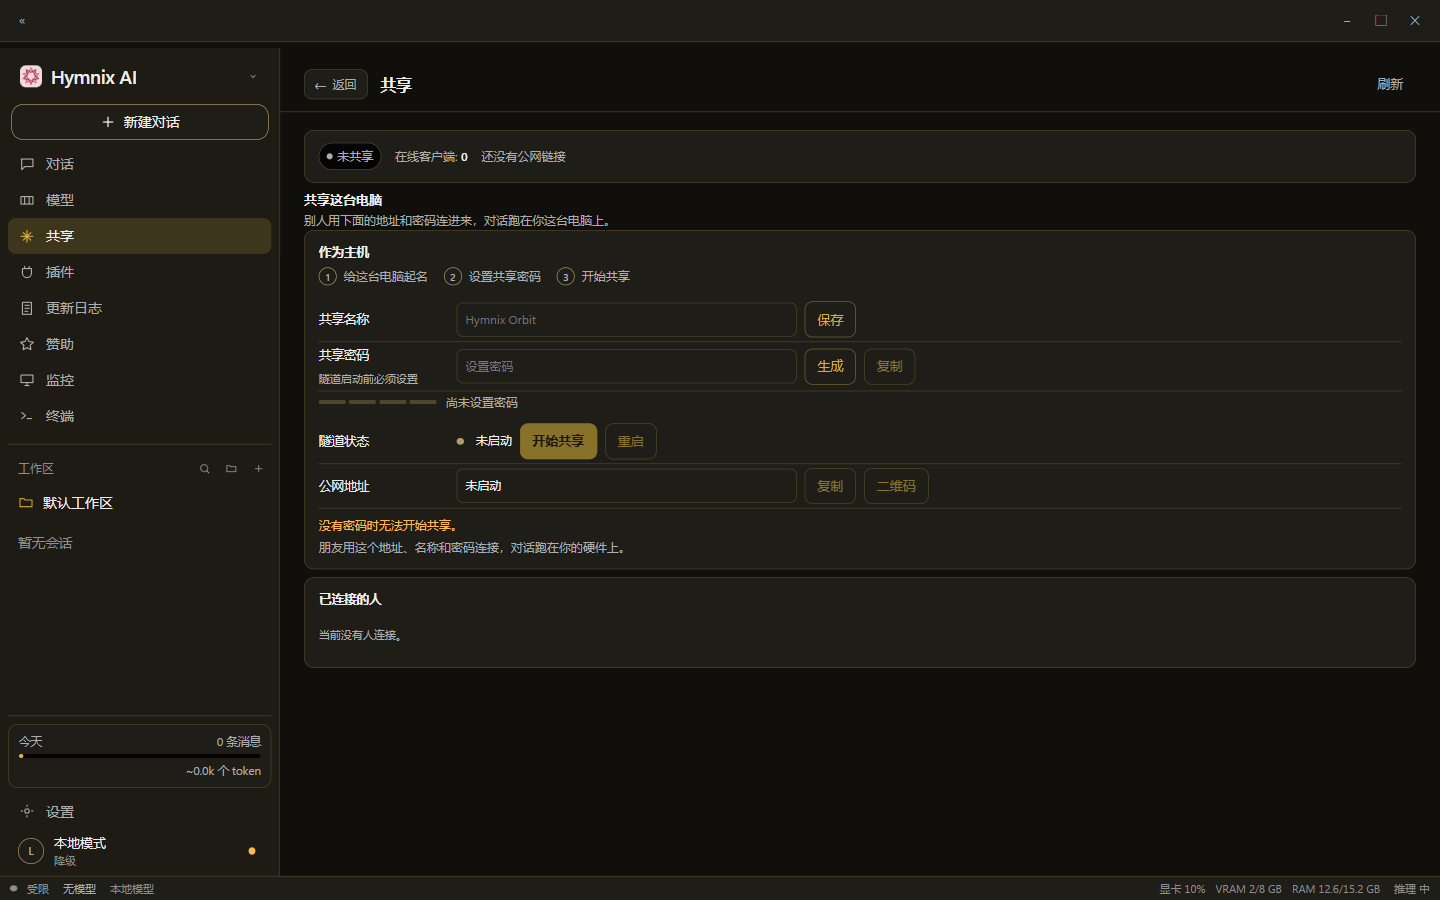 «
Hymnix AI
+ 新建对话
对话
模型
共享
插件
更新日志
赞助
监控
终端
工作区
默认工作区
暂无会话
今天 0 条消息
~0.0k 个 token
设置
L 本地模式
降级
← 返回 共享 刷新
未共享 在线客户端: 0 还没有公网链接
共享这台电脑
别人用下面的地址和密码连进来，对话跑在你这台电脑上。
作为主机
1 给这台电脑起名 2 设置共享密码 3 开始共享
共享名称 Hymnix Orbit 保存
共享密码 设置密码 生成 复制
隧道启动前必须设置
尚未设置密码
隧道状态 未启动 开始共享 重启
公网地址 未启动 复制 二维码
没有密码时无法开始共享。
朋友用这个地址、名称和密码连接，对话跑在你的硬件上。
已连接的人
当前没有人连接。
受限 无模型 本地模型 显卡 10% VRAM 2/8 GB RAM 12.6/15.2 GB 推理 中